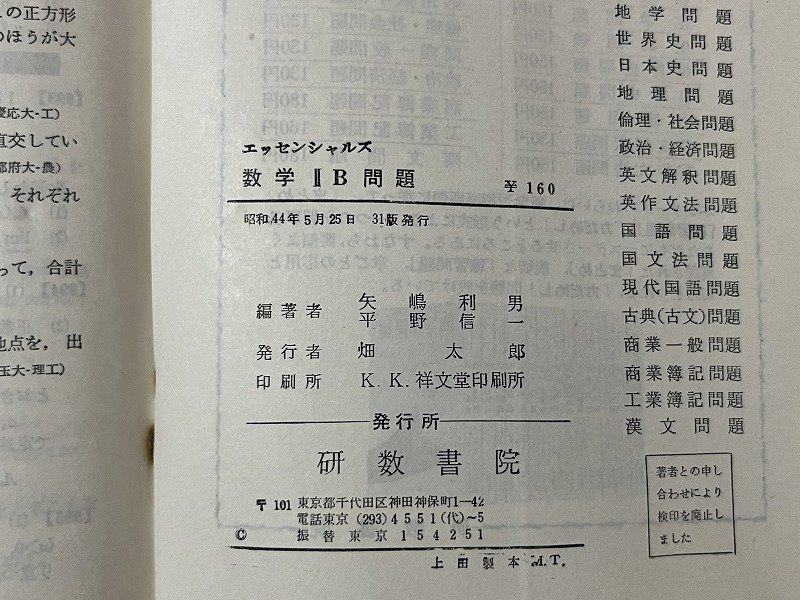 の正方形
のほうが大
慶応大-工)
直交してい
都府大-農)
それぞれ
って，合計
地点を，出
玉大-理工)
エッセンシャルズ
数学ⅡB問題 ¥160
昭和44年5月25日 31版発行
編著者 矢嶋利男
平野信一
発行者 畑太郎
印刷所 K.K.祥文堂印刷所
発行所
研数書院
〒101 東京都千代田区神田神保町1―42
電話東京 (293) 4551(代)～5
© 振替東京 154251
上田製本M.T.
地学問題
世界史問題
日本史問題
地理問題
倫理・社会問題
政治・経済問題
英文解釈問題
英作文法問題
国語問題
国文法問題
現代国語問題
古典(古文)問題
商業一般問題
商業簿記問題
工業簿記問題
漢文問題
著者との申し
合わせにより
検印を廃止し
ました